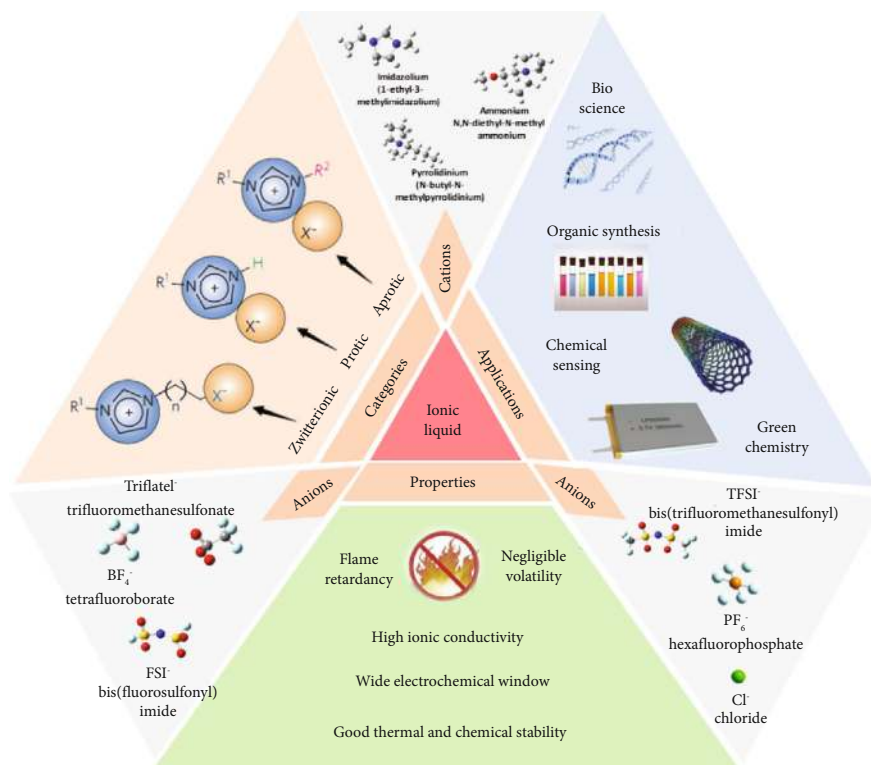 Imidazolium
(1-ethyl-3-
methylimidazolium)
Ammonium
N,N-diethyl-N-methyl
ammonium
Pyrrolidinium
(N-butyl-N-
methylpyrrolidinium)
Cations
R¹
N
+
N
R²
X⁻
Aprotic
R¹
N
+
N
H
X⁻
Protic
R¹
N
+
N
n
X⁻
Zwitterionic
Categories
Bio
science
Organic synthesis
Chemical
sensing
Green
chemistry
Applications
Ionic
liquid
Anions
Properties
Anions
Triflatel⁻
trifluoromethanesulfonate
BF₄⁻
tetrafluoroborate
FSI⁻
bis(fluorosulfonyl)
imide
Flame
retardancy
Negligible
volatility
High ionic conductivity
Wide electrochemical window
Good thermal and chemical stability
TFSI⁻
bis(trifluoromethanesulfonyl)
imide
PF₆⁻
hexafluorophosphate
Cl⁻
chloride